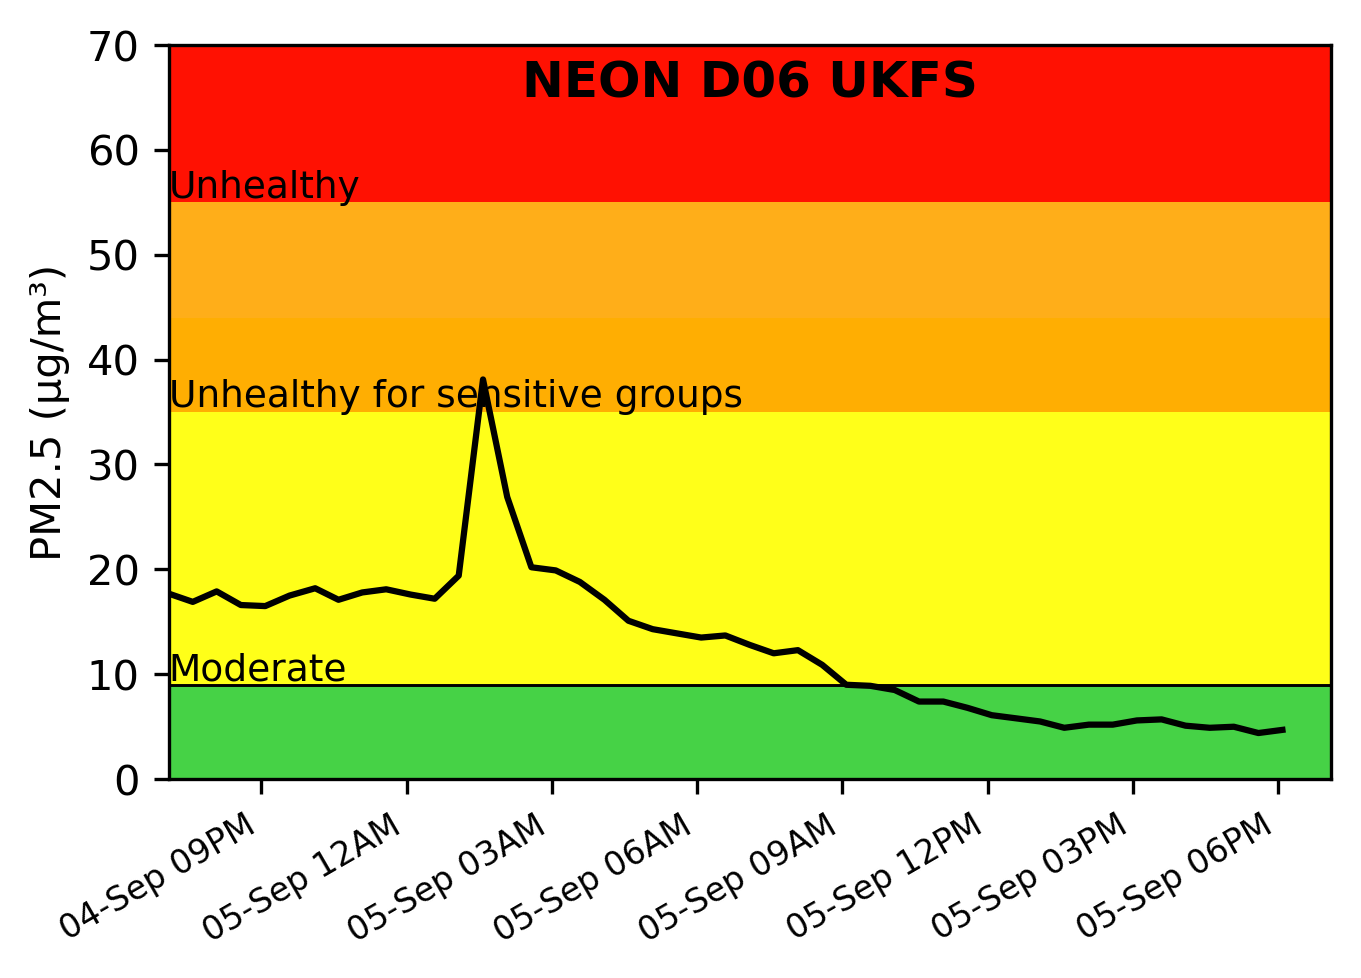 NEON D06 UKFS
PM2.5 (µg/m³)
70
60
50
40
30
20
10
0
Unhealthy
Unhealthy for sensitive groups
Moderate
04-Sep 09PM
05-Sep 12AM
05-Sep 03AM
05-Sep 06AM
05-Sep 09AM
05-Sep 12PM
05-Sep 03PM
05-Sep 06PM